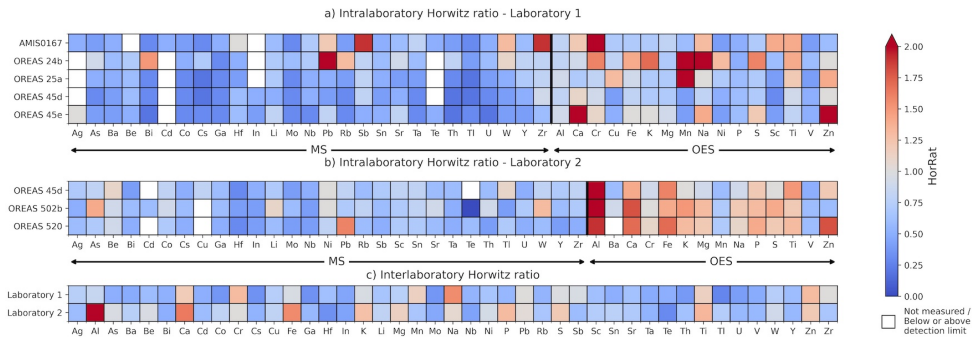 a) Intralaboratory Horwitz ratio - Laboratory 1
AMIS0167
OREAS 24b
OREAS 25a
OREAS 45d
OREAS 45e
Ag As Ba Be Bi Cd Co Cs Ga Hf In Li Mo Nb Pb Rb Sb Sn Sr Ta Te Th Tl U W Y Zr Al Ca Cr Cu Fe K Mg Mn Na Ni P S Sc Ti V Zn
MS OES
b) Intralaboratory Horwitz ratio - Laboratory 2
OREAS 45d
OREAS 502b
OREAS 520
Ag As Be Bi Cd Co Cs Cu Ga Hf In Li Mo Nb Ni Pb Rb Sb Sc Sn Sr Ta Te Th Tl U W Y Zr Al Ba Ca Cr Fe K Mg Mn Na P S Ti V Zn
MS OES
c) Interlaboratory Horwitz ratio
Laboratory 1
Laboratory 2
Ag Al As Ba Be Bi Ca Cd Co Cr Cs Cu Fe Ga Hf In K Li Mg Mn Mo Na Nb Ni P Pb Rb S Sb Sc Sn Sr Ta Te Th Ti Tl U V W Y Zn Zr
2.00
1.75
1.50
1.25
1.00
0.75
0.50
0.25
0.00
HorRat
Not measured /
Below or above
detection limit